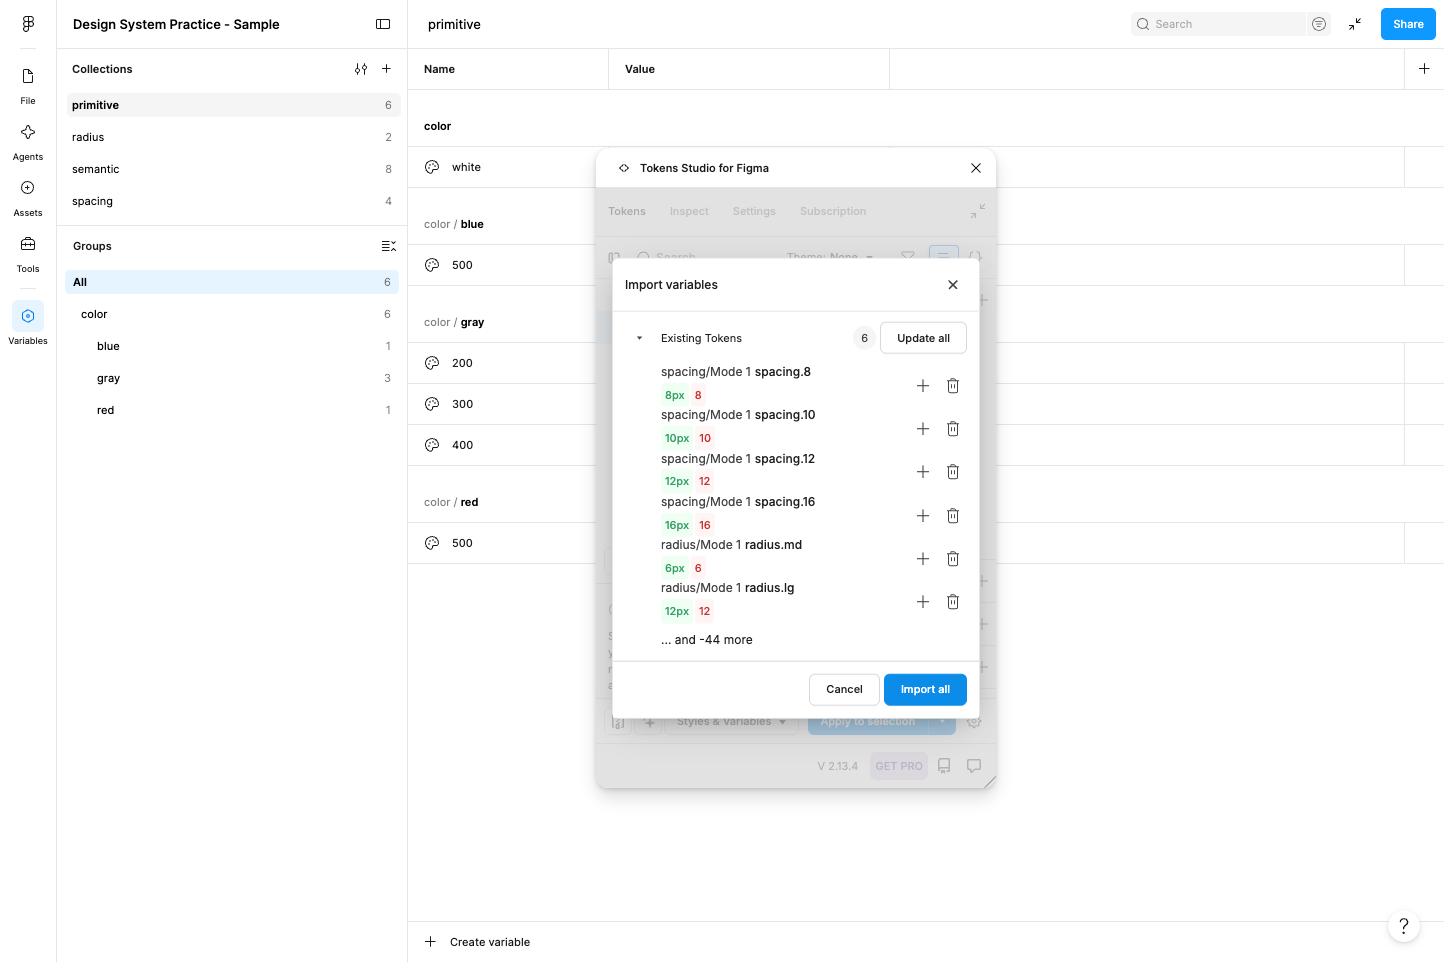 Design System Practice - Sample
primitive
Search
Share
File
Agents
Assets
Tools
Variables
Collections
primitive 6
radius 2
semantic 8
spacing 4
Groups
All 6
color 6
blue 1
gray 3
red 1
Name Value
color
white
color / blue
500
color / gray
200
300
400
color / red
500
Create variable
Tokens Studio for Figma
Tokens Inspect Settings Subscription
Search Theme: None
Import variables
Existing Tokens 6 Update all
spacing/Mode 1 spacing.8
8px 8
spacing/Mode 1 spacing.10
10px 10
spacing/Mode 1 spacing.12
12px 12
spacing/Mode 1 spacing.16
16px 16
radius/Mode 1 radius.md
6px 6
radius/Mode 1 radius.lg
12px 12
... and -44 more
Cancel Import all
Styles & Variables Apply to selection
V 2.13.4 GET PRO
?